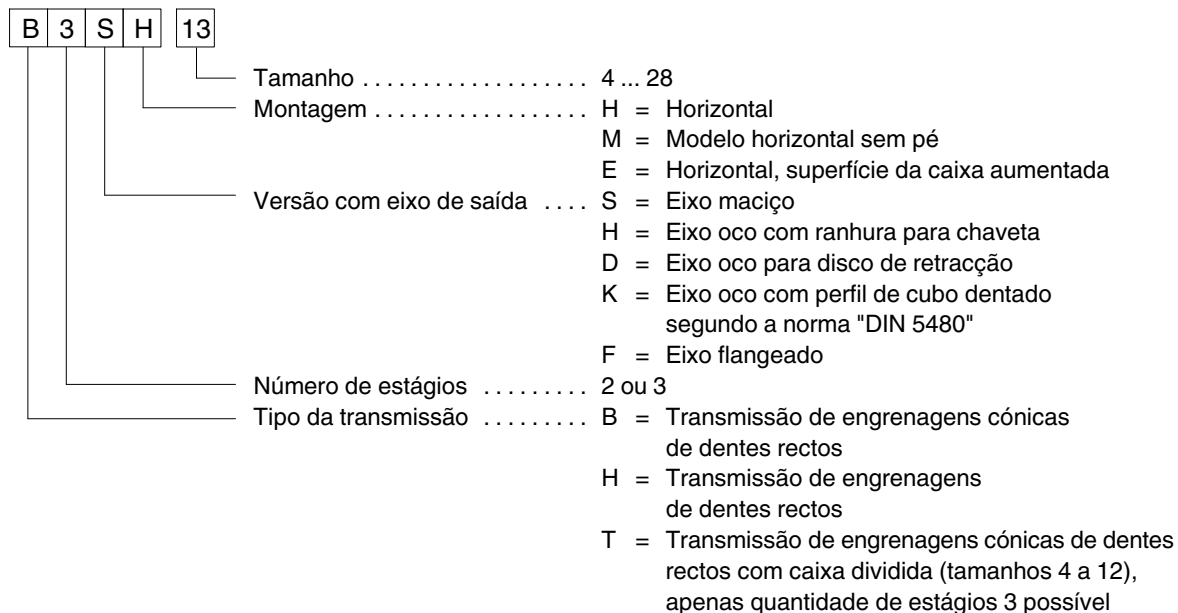 B 3 S H 13
Tamanho . . . . . . . . . . . . . . . . . . . 4 ... 28
Montagem . . . . . . . . . . . . . . . . . . H = Horizontal
M = Modelo horizontal sem pé
E = Horizontal, superfície da caixa aumentada
Versão com eixo de saída . . . . S = Eixo maciço
H = Eixo oco com ranhura para chaveta
D = Eixo oco para disco de retracção
K = Eixo oco com perfil de cubo dentado
segundo a norma "DIN 5480"
F = Eixo flangeado
Número de estágios . . . . . . . . . 2 ou 3
Tipo da transmissão . . . . . . . . . B = Transmissão de engrenagens cónicas
de dentes rectos
H = Transmissão de engrenagens
de dentes rectos
T = Transmissão de engrenagens cónicas de dentes
rectos com caixa dividida (tamanhos 4 a 12),
apenas quantidade de estágios 3 possível